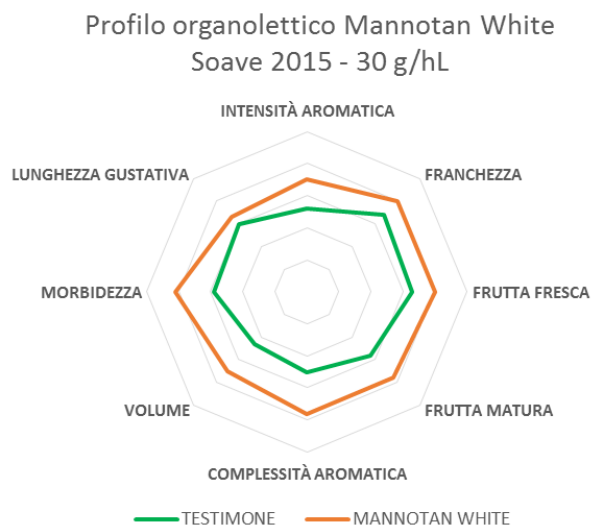 Profilo organolettico Mannotan White
Soave 2015 - 30 g/hL
INTENSITÀ AROMATICA
LUNGHEZZA GUSTATIVA
FRANCHEZZA
MORBIDEZZA
FRUTTA FRESCA
VOLUME
FRUTTA MATURA
COMPLESSITÀ AROMATICA
TESTIMONE
MANNOTAN WHITE